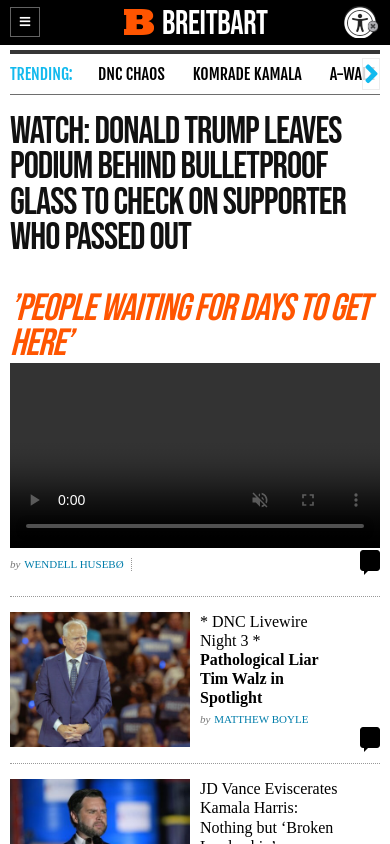 BREITBART
TRENDING:
DNC CHAOS
KOMRADE KAMALA
WATCH: DONALD TRUMP LEAVES
PODIUM BEHIND BULLETPROOF
GLASS TO CHECK ON SUPPORTER
WHO PASSED OUT
'PEOPLE WAITING FOR DAYS TO GET
HERE'
0:00
by WENDELL HUSEBØ
* DNC Livewire
Night 3 *
Pathological Liar
Tim Walz in
Spotlight
by MATTHEW BOYLE
JD Vance Eviscerates
Kamala Harris:
Nothing but ‘Broken